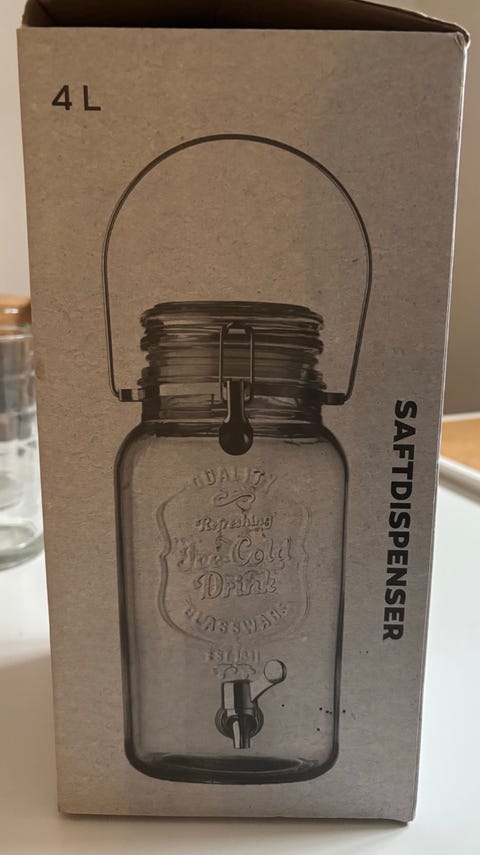 4 L
QUALITY
Refreshing
Ice Cold
Drink
GLASSWARE
SAFTDISPENSER